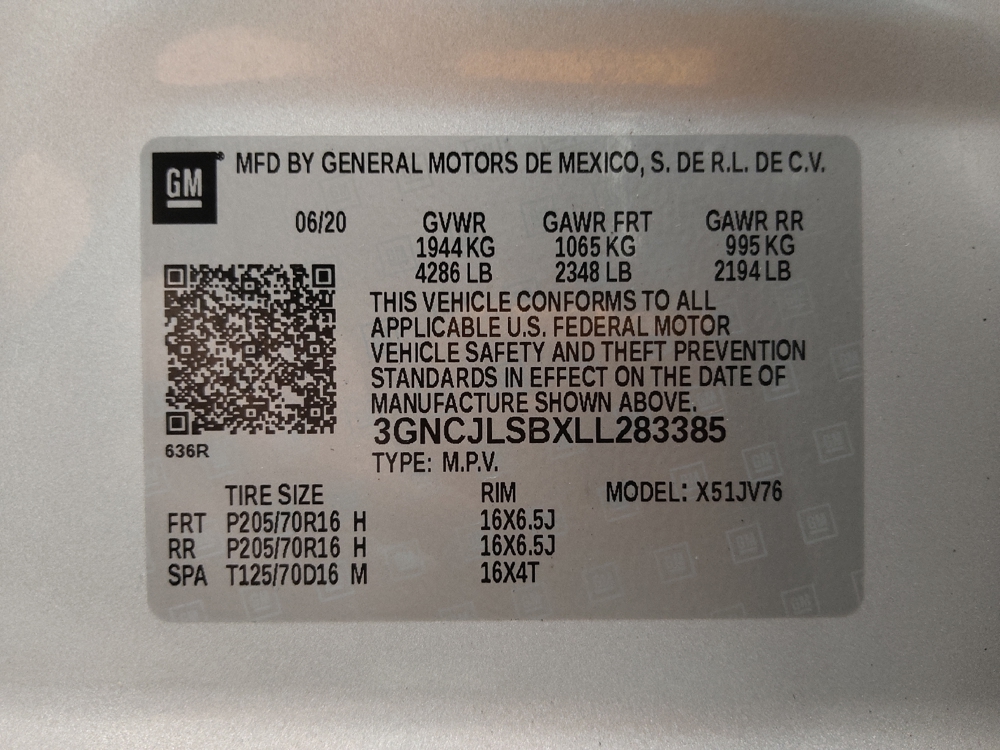 GM® MFD BY GENERAL MOTORS DE MEXICO, S. DE R.L. DE C.V.
06/20 GVWR GAWR FRT GAWR RR
1944 KG 1065 KG 995 KG
4286 LB 2348 LB 2194 LB
THIS VEHICLE CONFORMS TO ALL
APPLICABLE U.S. FEDERAL MOTOR
VEHICLE SAFETY AND THEFT PREVENTION
STANDARDS IN EFFECT ON THE DATE OF
MANUFACTURE SHOWN ABOVE.
3GNCJLSBXLL283385
636R
TYPE: M.P.V.
TIRE SIZE RIM MODEL: X51JV76
FRT P205/70R16 H 16X6.5J
RR P205/70R16 H 16X6.5J
SPA T125/70D16 M 16X4T